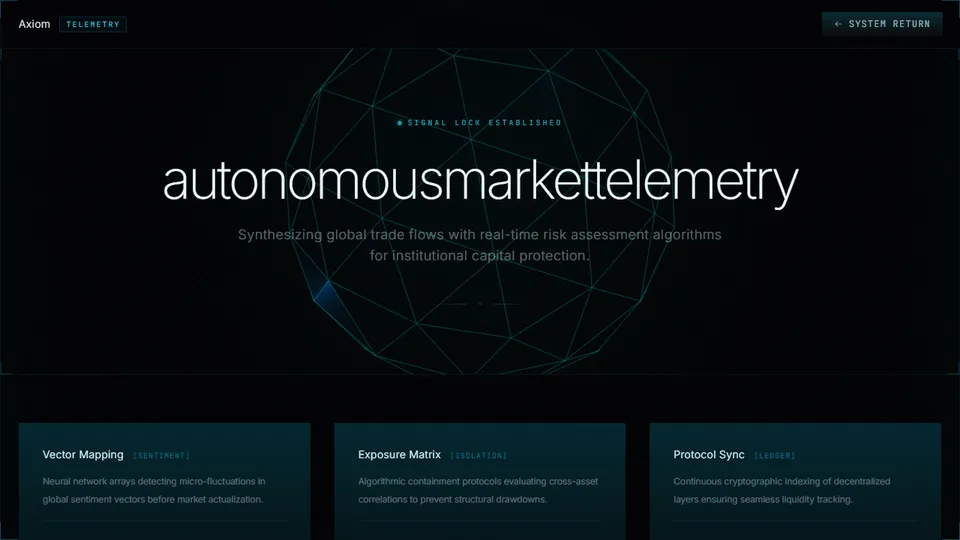 Axiom TELEMETRY
← SYSTEM RETURN
SIGNAL LOCK ESTABLISHED
autonomousmarkettelemetry
Synthesizing global trade flows with real-time risk assessment algorithms
for institutional capital protection.
Vector Mapping [SENTIMENT]
Neural network arrays detecting micro-fluctuations in
global sentiment vectors before market actualization.
Exposure Matrix [ISOLATION]
Algorithmic containment protocols evaluating cross-asset
correlations to prevent structural drawdowns.
Protocol Sync [LEDGER]
Continuous cryptographic indexing of decentralized
layers ensuring seamless liquidity tracking.